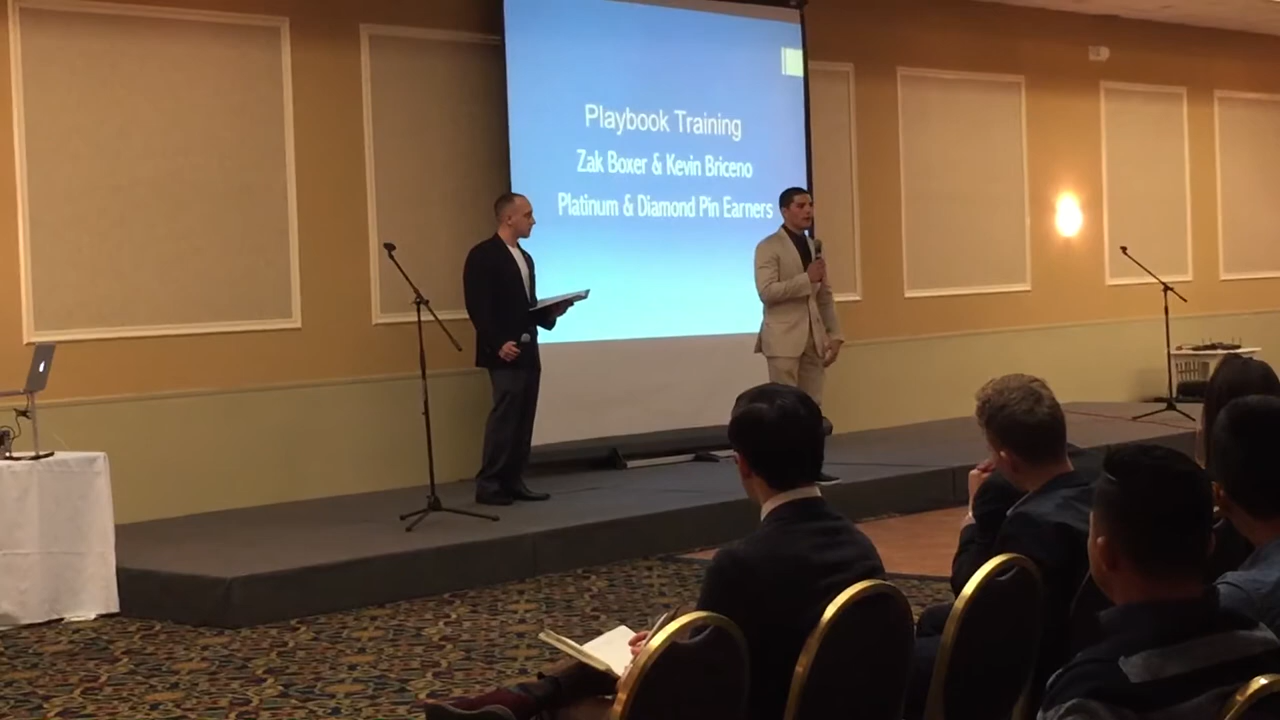 Playbook Training
Zak Boxer & Kevin Briceno
Platinum & Diamond Pin Earners